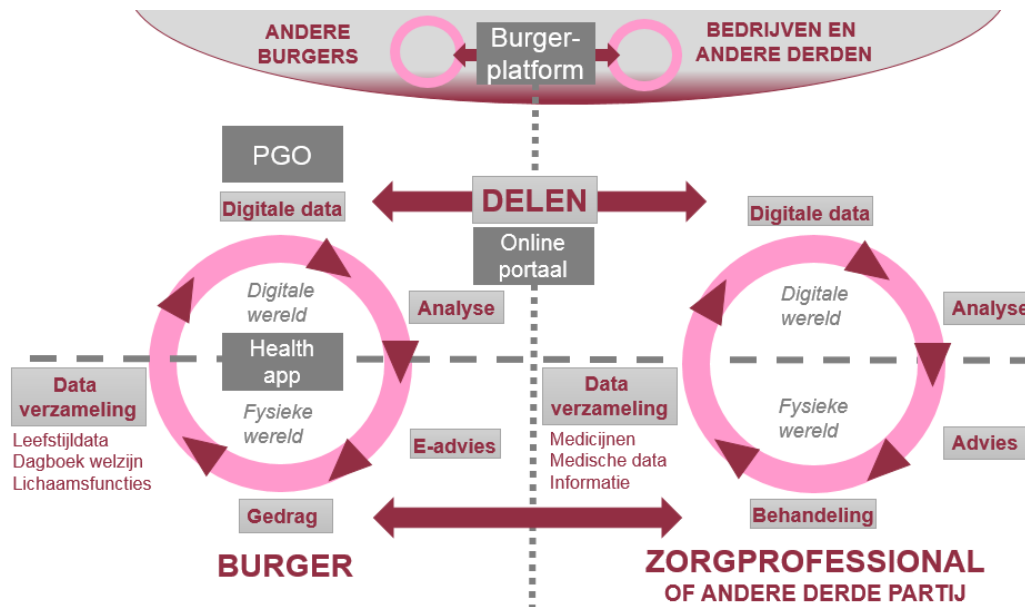 ANDERE
BURGERS
Burger-
platform
BEDRIJVEN EN
ANDERE DERDEN
PGO
Digitale data
DELEN
Digitale data
Online
portaal
Digitale
wereld
Analyse
Digitale
wereld
Analyse
Health
app
Data
verzameling
Fysieke
wereld
Leefstijldata
Dagboek welzijn
Lichaamsfuncties
E-advies
Data
verzameling
Medicijnen
Medische data
Informatie
Fysieke
wereld
Advies
Gedrag
Behandeling
BURGER
ZORGPROFESSIONAL
OF ANDERE DERDE PARTIJ